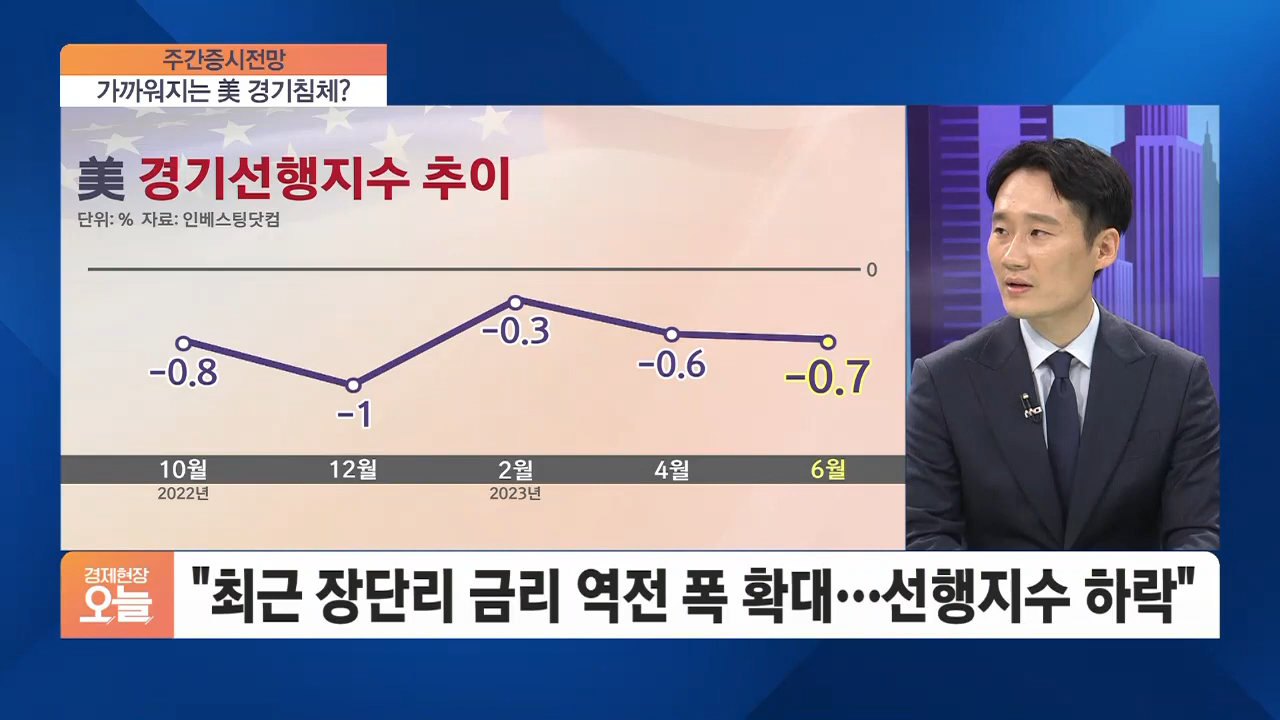 주간증시전망
가까워지는 美 경기침체?
美 경기선행지수 추이
단위: % 자료: 인베스팅닷컴
0
-0.8
-1
-0.3
-0.6
-0.7
10월 12월 2월 4월 6월
2022년 2023년
경제현장
오늘
"최근 장단리 금리 역전 폭 확대…선행지수 하락"